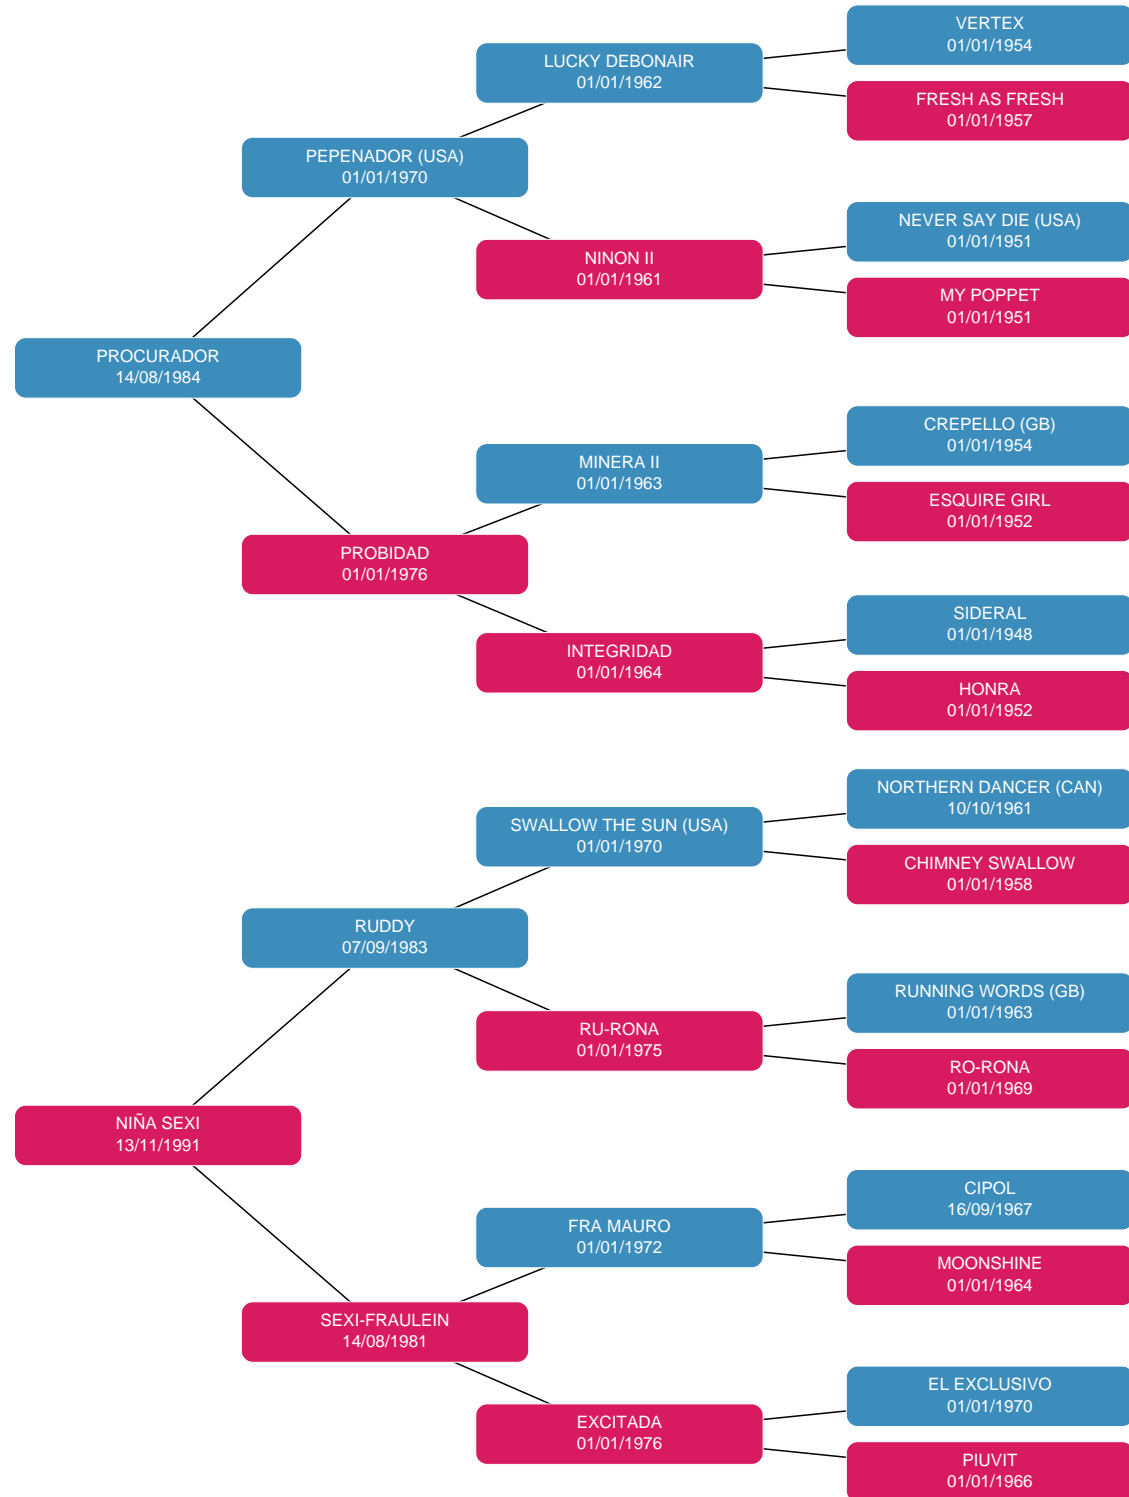 VERTEX
01/01/1954
LUCKY DEBONAIR
01/01/1962
FRESH AS FRESH
01/01/1957
PEPENADOR (USA)
01/01/1970
NEVER SAY DIE (USA)
01/01/1951
NINON II
01/01/1961
MY POPPET
01/01/1951
PROCURADOR
14/08/1984
CREPELLO (GB)
01/01/1954
MINERA II
01/01/1963
ESQUIRE GIRL
01/01/1952
PROBIDAD
01/01/1976
SIDERAL
01/01/1948
INTEGRIDAD
01/01/1964
HONRA
01/01/1952
NORTHERN DANCER (CAN)
10/10/1961
SWALLOW THE SUN (USA)
01/01/1970
CHIMNEY SWALLOW
01/01/1958
RUDDY
07/09/1983
RUNNING WORDS (GB)
01/01/1963
RU-RONA
01/01/1975
RO-RONA
01/01/1969
NIÑA SEXI
13/11/1991
CIPOL
16/09/1967
FRA MAURO
01/01/1972
MOONSHINE
01/01/1964
SEXI-FRAULEIN
14/08/1981
EL EXCLUSIVO
01/01/1970
EXCITADA
01/01/1976
PIUVIT
01/01/1966